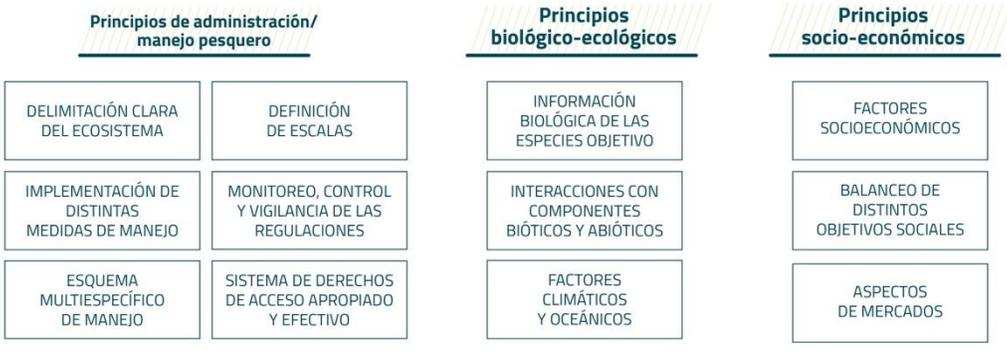 Principios de administración/
manejo pesquero
DELIMITACIÓN CLARA
DEL ECOSISTEMA
DEFINICIÓN
DE ESCALAS
IMPLEMENTACIÓN DE
DISTINTAS
MEDIDAS DE MANEJO
MONITOREO, CONTROL
Y VIGILANCIA DE LAS
REGULACIONES
ESQUEMA
MULTIESPECÍFICO
DE MANEJO
SISTEMA DE DERECHOS
DE ACCESO APROPIADO
Y EFECTIVO
Principios
biológico-ecológicos
INFORMACIÓN
BIOLÓGICA DE LAS
ESPECIES OBJETIVO
INTERACCIONES CON
COMPONENTES
BIÓTICOS Y ABIÓTICOS
FACTORES
CLIMÁTICOS
Y OCEÁNICOS
Principios
socio-económicos
FACTORES
SOCIOECONÓMICOS
BALANCEO DE
DISTINTOS
OBJETIVOS SOCIALES
ASPECTOS
DE MERCADOS